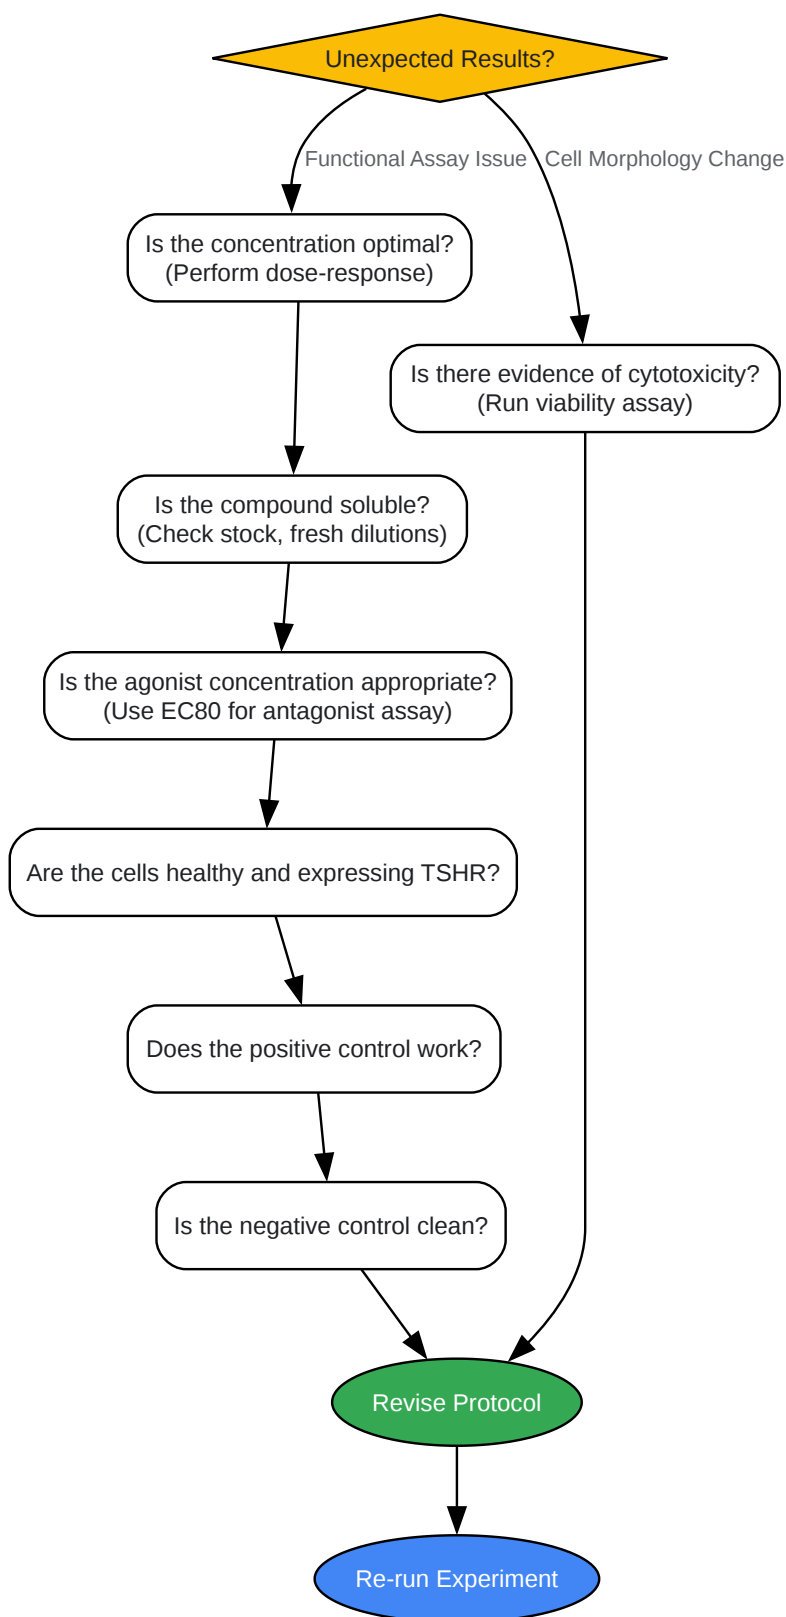 Unexpected Results?
Functional Assay Issue
Cell Morphology Change
Is the concentration optimal?
(Perform dose-response)
Is there evidence of cytotoxicity?
(Run viability assay)
Is the compound soluble?
(Check stock, fresh dilutions)
Is the agonist concentration appropriate?
(Use EC80 for antagonist assay)
Are the cells healthy and expressing TSHR?
Does the positive control work?
Is the negative control clean?
Revise Protocol
Re-run Experiment